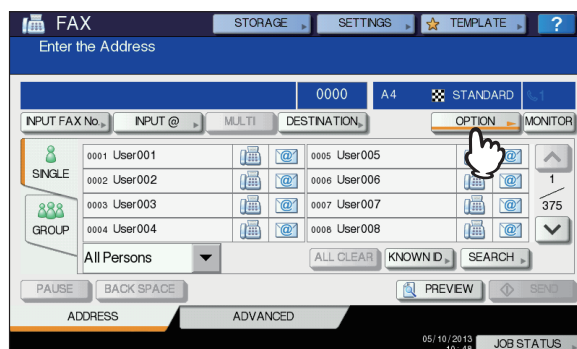 FAX STORAGE SETTINGS TEMPLATE ?
Enter the Address
0000 A4 STANDARD 1
INPUT FAX No. INPUT @ MULTI DESTINATION OPTION MONITOR
SINGLE
GROUP
0001 User001 @ 0005 User005 @
0002 User002 @ 0006 User006 @
0003 User003 @ 0007 User007 @
0004 User004 @ 0008 User008 @
1
375
All Persons ALL CLEAR KNOWN ID SEARCH
PAUSE BACK SPACE PREVIEW SEND
ADDRESS ADVANCED
05/10/2013
10:48 JOB STATUS